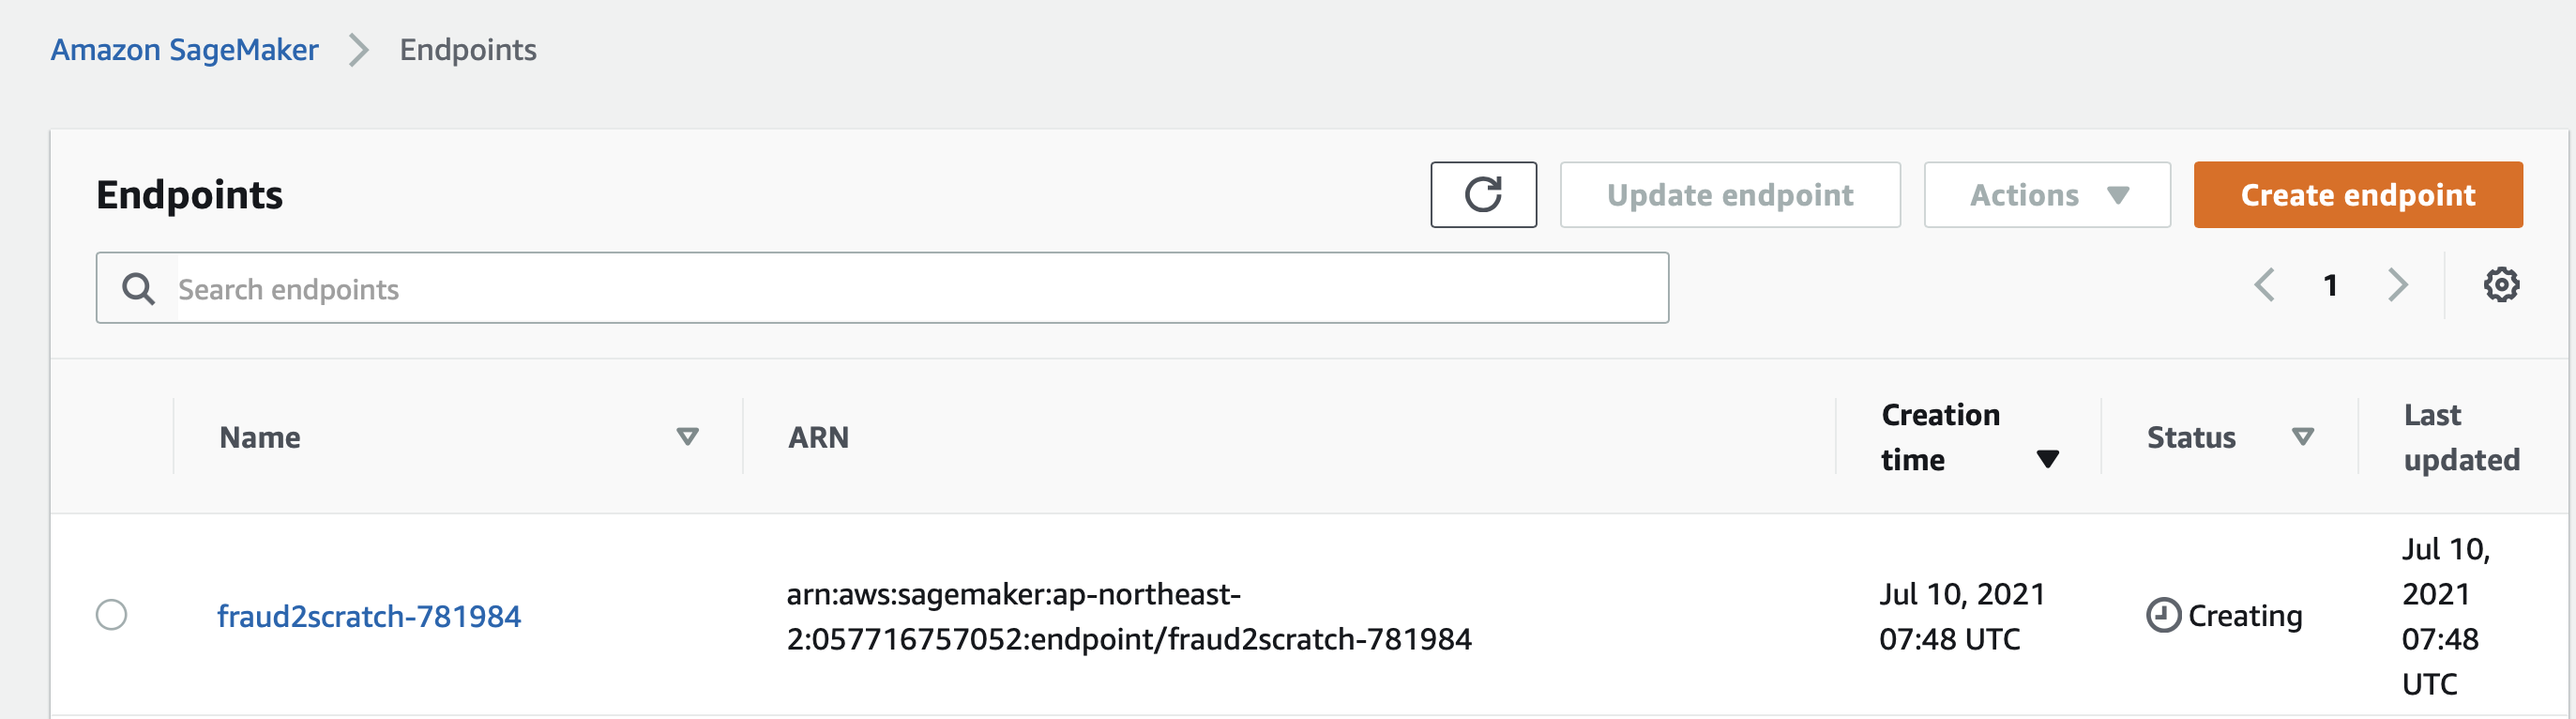 Amazon SageMaker > Endpoints
Endpoints
Update endpoint
Actions
Create endpoint
Search endpoints
1
Name
ARN
Creation
time
Status
Last
updated
fraud2scratch-781984
arn:aws:sagemaker:ap-northeast-
2:057716757052:endpoint/fraud2scratch-781984
Jul 10, 2021
07:48 UTC
Creating
Jul 10,
2021
07:48
UTC